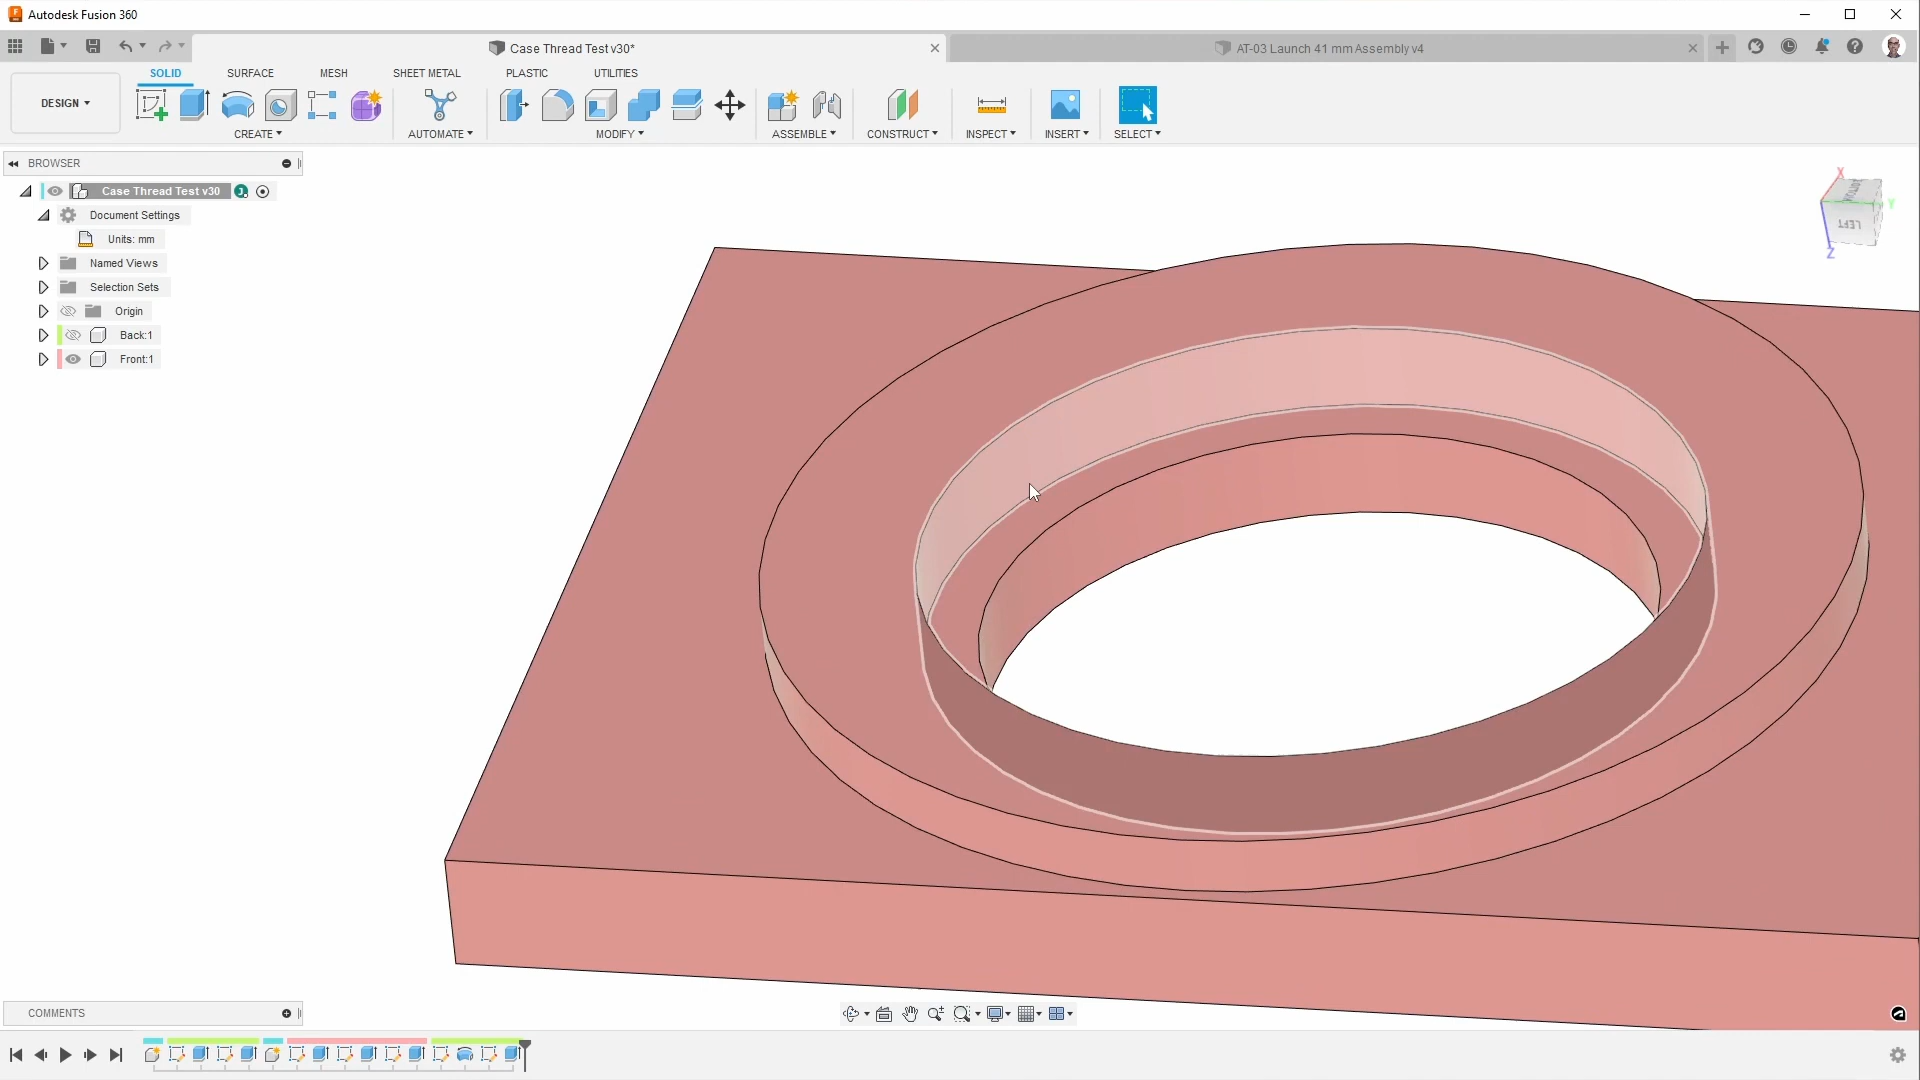 Autodesk Fusion 360
Case Thread Test v30*
AT-03 Launch 41 mm Assembly v4
DESIGN
SOLID
SURFACE
MESH
SHEET METAL
PLASTIC
UTILITIES
CREATE
AUTOMATE
MODIFY
ASSEMBLE
CONSTRUCT
INSPECT
INSERT
SELECT
BROWSER
Case Thread Test v30
Document Settings
Units: mm
Named Views
Selection Sets
Origin
Back:1
Front:1
X
Y
LEFT
Z
COMMENTS